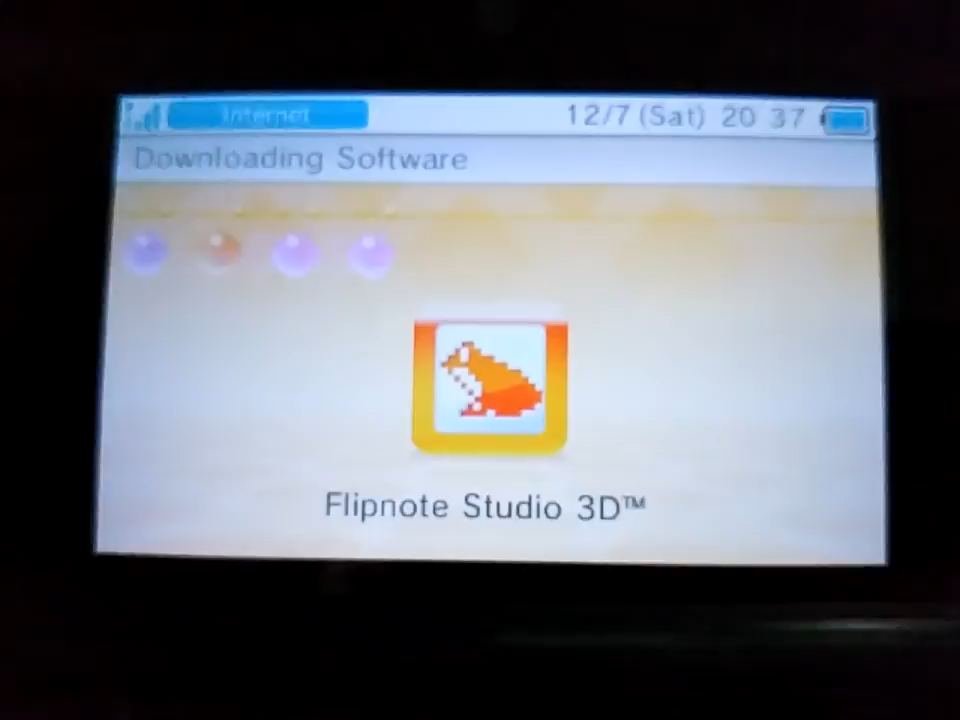 Internet 12/7 (Sat) 20 37
Downloading Software
Flipnote Studio 3D™